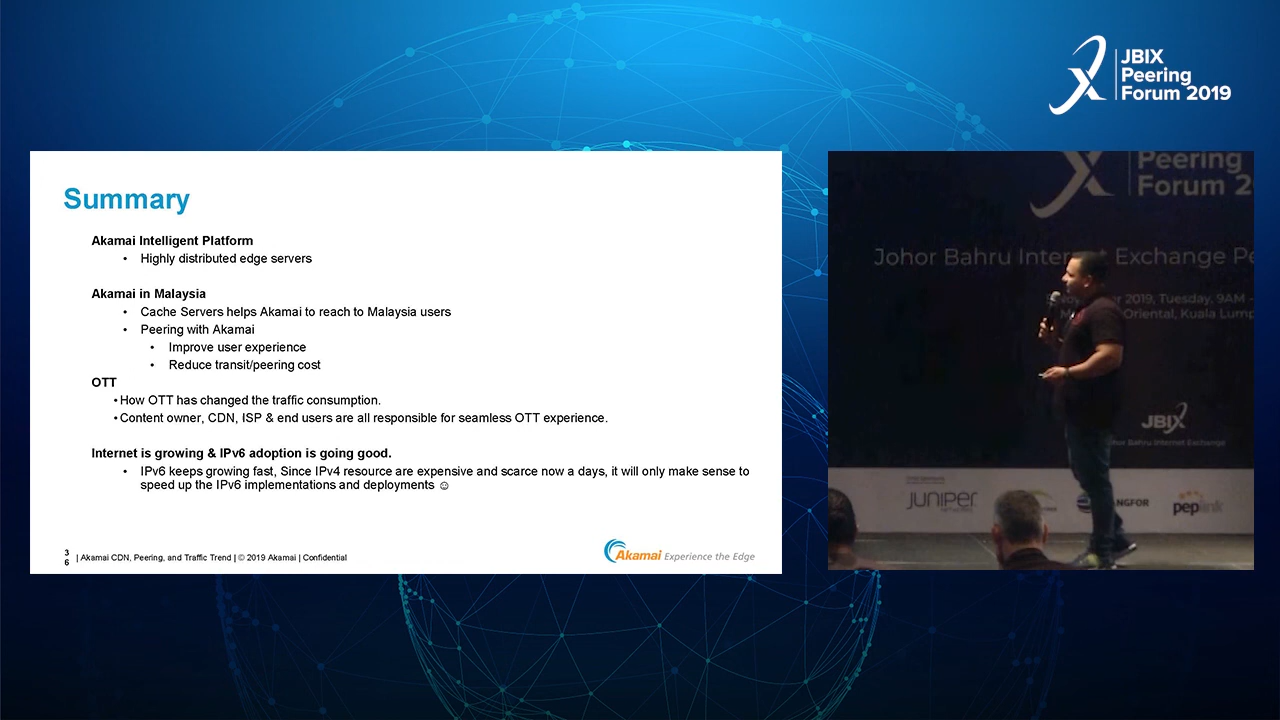 JBIX
Peering
Forum 2019
Summary
Akamai Intelligent Platform
• Highly distributed edge servers
Akamai in Malaysia
• Cache Servers helps Akamai to reach to Malaysia users
• Peering with Akamai
• Improve user experience
• Reduce transit/peering cost
OTT
• How OTT has changed the traffic consumption.
• Content owner, CDN, ISP & end users are all responsible for seamless OTT experience.
Internet is growing & IPv6 adoption is going good.
• IPv6 keeps growing fast, Since IPv4 resource are expensive and scarce now a days, it will only make sense to
speed up the IPv6 implementations and deployments ☺
36 | Akamai CDN, Peering, and Traffic Trend | © 2019 Akamai | Confidential
Akamai Experience the Edge
Peering
Forum 2
Johor Bahru Internet Exchange Pe
2019, Tuesday, 9AM -
Oriental, Kuala Lump
JBIX
Johor Bahru Internet Exchange
JUNIPER
NETWORKS
NGFOR
peplink